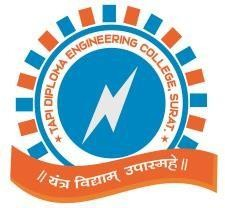 ★ TAPI DIPLOMA ENGINEERING COLLEGE, SURAT. ★
॥ यंत्र विद्याम् उपास्महे ॥